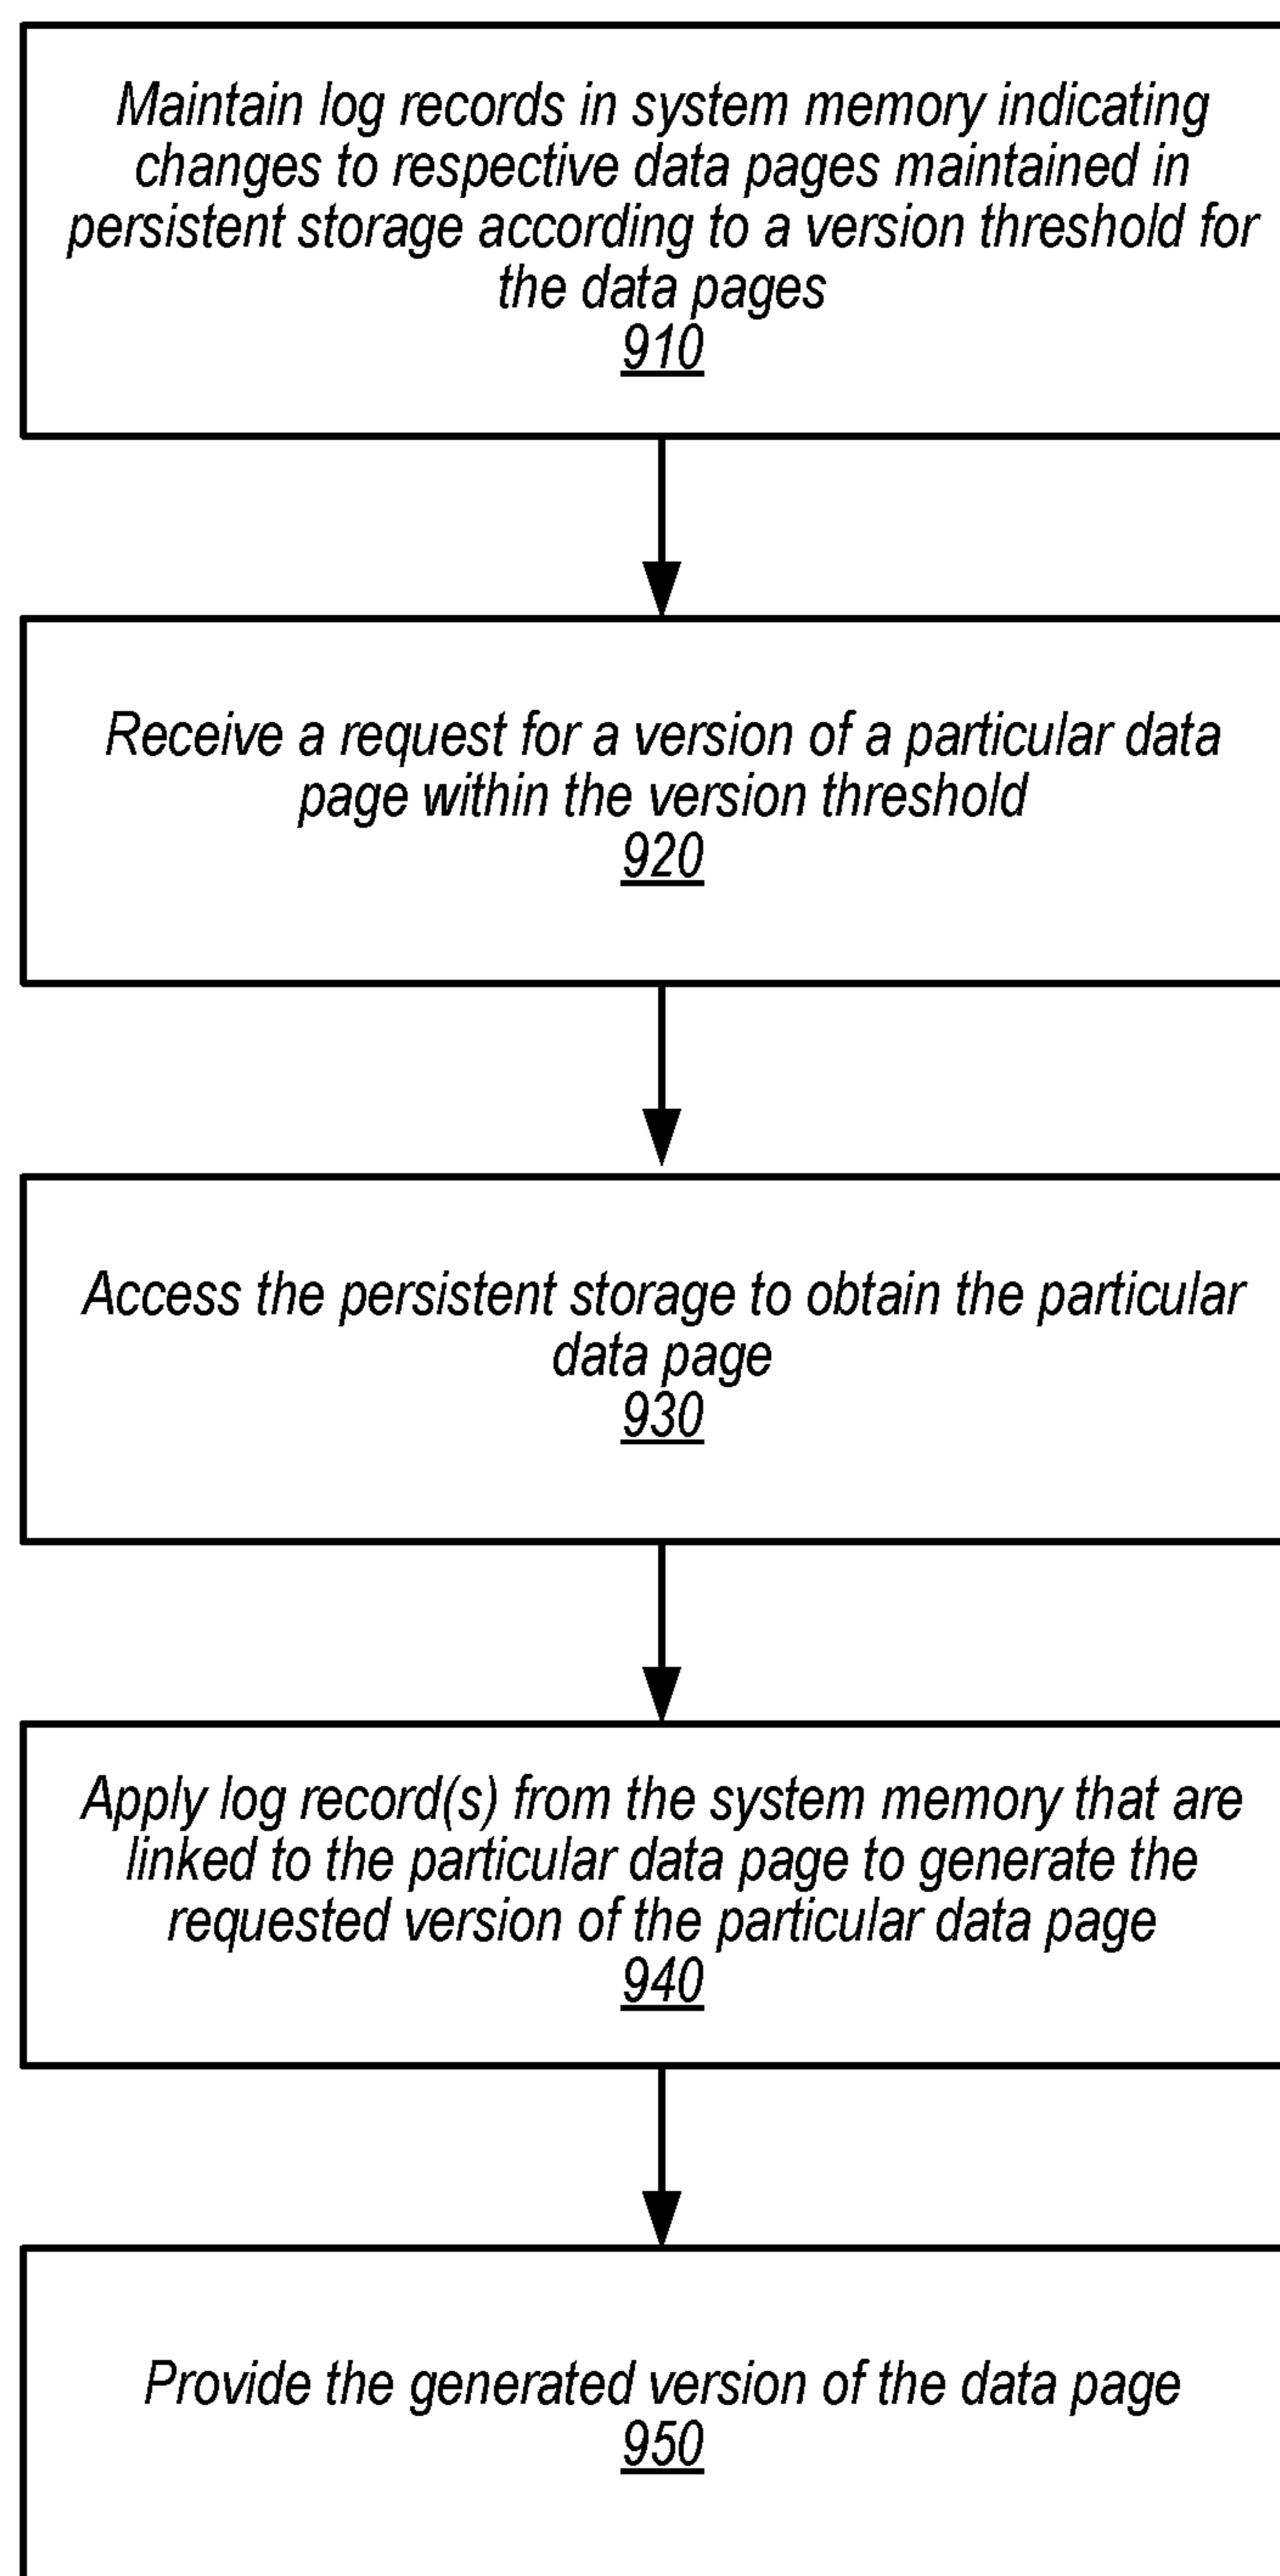 Maintain log records in system memory indicating
changes to respective data pages maintained in
persistent storage according to a version threshold for
the data pages
910
Receive a request for a version of a particular data
page within the version threshold
920
Access the persistent storage to obtain the particular
data page
930
Apply log record(s) from the system memory that are
linked to the particular data page to generate the
requested version of the particular data page
940
Provide the generated version of the data page
950